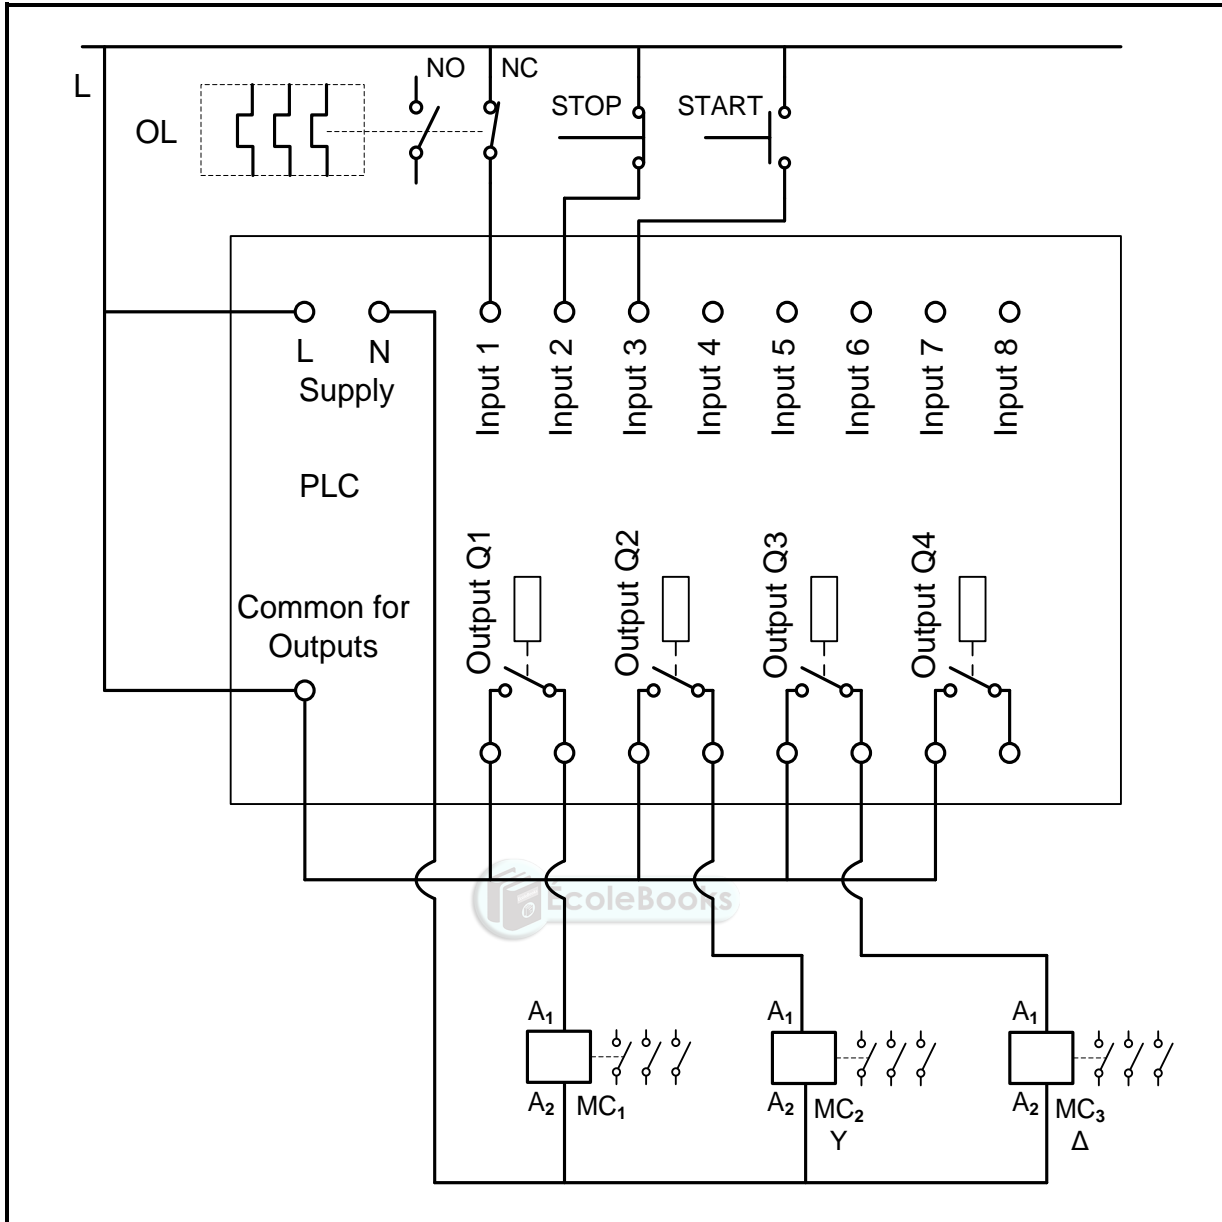 NO
NC
L
STOP
START
OL
L
N
Supply
Input 1
Input 2
Input 3
Input 4
Input 5
Input 6
Input 7
Input 8
PLC
Output Q1
Output Q2
Output Q3
Output Q4
Common for
Outputs
EcoleBooks
A₁
A₁
A₁
A₂
MC₁
A₂
MC₂
Y
A₂
MC₃
Δ